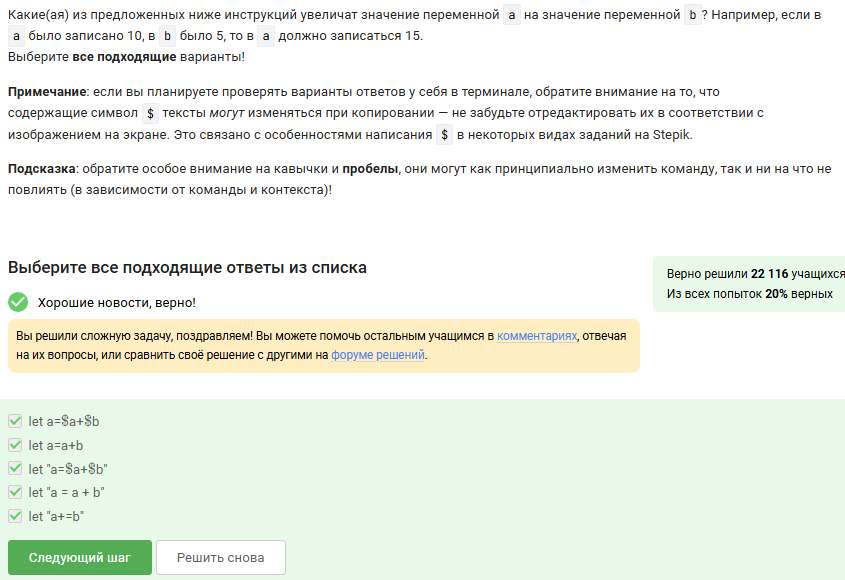 Какие(ая) из предложенных ниже инструкций увеличат значение переменной a на значение переменной b? Например, если в
a было записано 10, в b было 5, то в a должно записаться 15.
Выберите все подходящие варианты!
Примечание: если вы планируете проверять варианты ответов у себя в терминале, обратите внимание на то, что
содержащие символ $ тексты могут изменяться при копировании — не забудьте отредактировать их в соответствии с
изображением на экране. Это связано с особенностями написания $ в некоторых видах заданий на Stepik.
Подсказка: обратите особое внимание на кавычки и пробелы, они могут как принципиально изменить команду, так и ни на что не
повлиять (в зависимости от команды и контекста)!
Выберите все подходящие ответы из списка
Верно решили 22 116 учащихся
Из всех попыток 20% верных
Хорошие новости, верно!
Вы решили сложную задачу, поздравляем! Вы можете помочь остальным учащимся в комментариях, отвечая
на их вопросы, или сравнить своё решение с другими на форуме решений.
let a=$a+$b
let a=a+b
let "a=$a+$b"
let "a = a + b"
let "a+=b"
Следующий шаг
Решить снова